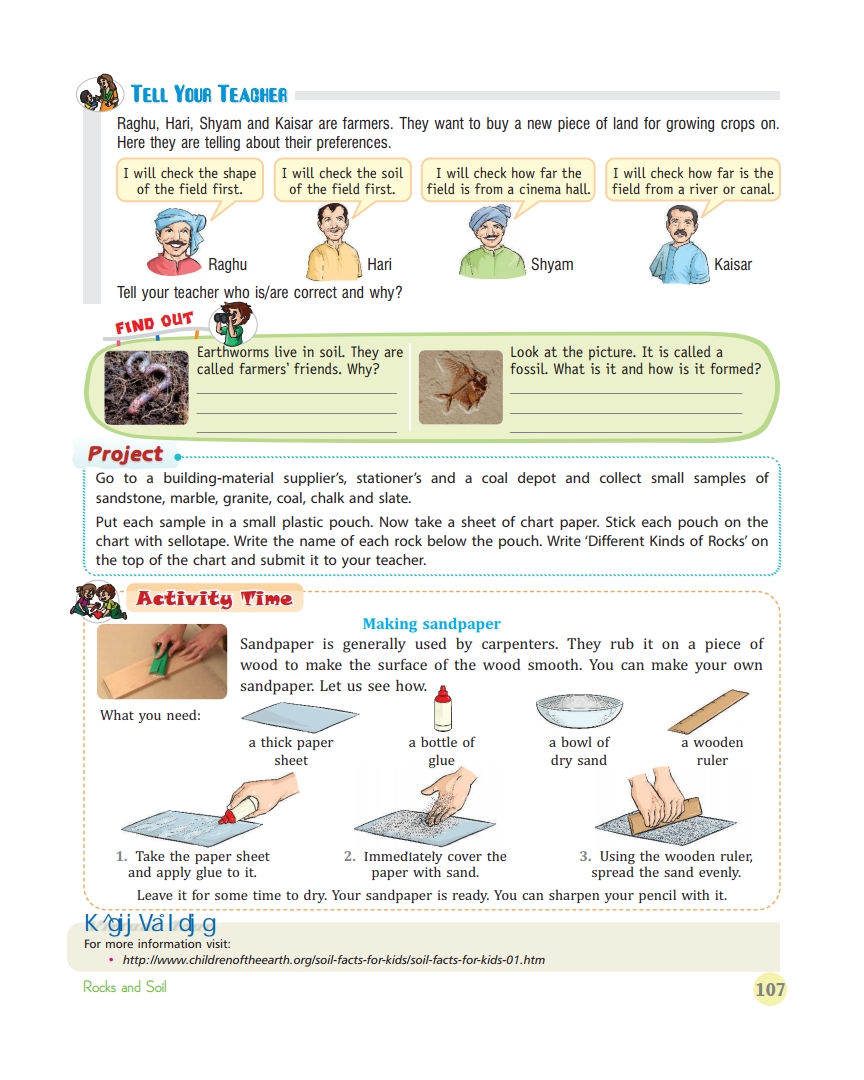 TELL YOUR TEACHER
Raghu, Hari, Shyam and Kaisar are farmers. They want to buy a new piece of land for growing crops on.
Here they are telling about their preferences.
I will check the shape
of the field first.
I will check the soil
of the field first.
I will check how far the
field is from a cinema hall.
I will check how far is the
field from a river or canal.
Raghu
Hari
Shyam
Kaisar
Tell your teacher who is/are correct and why?
FIND OUT
Earthworms live in soil. They are
called farmers’ friends. Why?
Look at the picture. It is called a
fossil. What is it and how is it formed?
Project
Go to a building-material supplier’s, stationer’s and a coal depot and collect small samples of
sandstone, marble, granite, coal, chalk and slate.
Put each sample in a small plastic pouch. Now take a sheet of chart paper. Stick each pouch on the
chart with sellotape. Write the name of each rock below the pouch. Write ‘Different Kinds of Rocks’ on
the top of the chart and submit it to your teacher.
Activity Time
Making sandpaper
Sandpaper is generally used by carpenters. They rub it on a piece of
wood to make the surface of the wood smooth. You can make your own
sandpaper. Let us see how.
What you need:
a thick paper
sheet
a bottle of
glue
a bowl of
dry sand
a wooden
ruler
1. Take the paper sheet
and apply glue to it.
2. Immediately cover the
paper with sand.
3. Using the wooden ruler,
spread the sand evenly.
Leave it for some time to dry. Your sandpaper is ready. You can sharpen your pencil with it.
For more information visit:
• http://www.childrenoftheearth.org/soil-facts-for-kids/soil-facts-for-kids-01.htm
Rocks and Soil
107